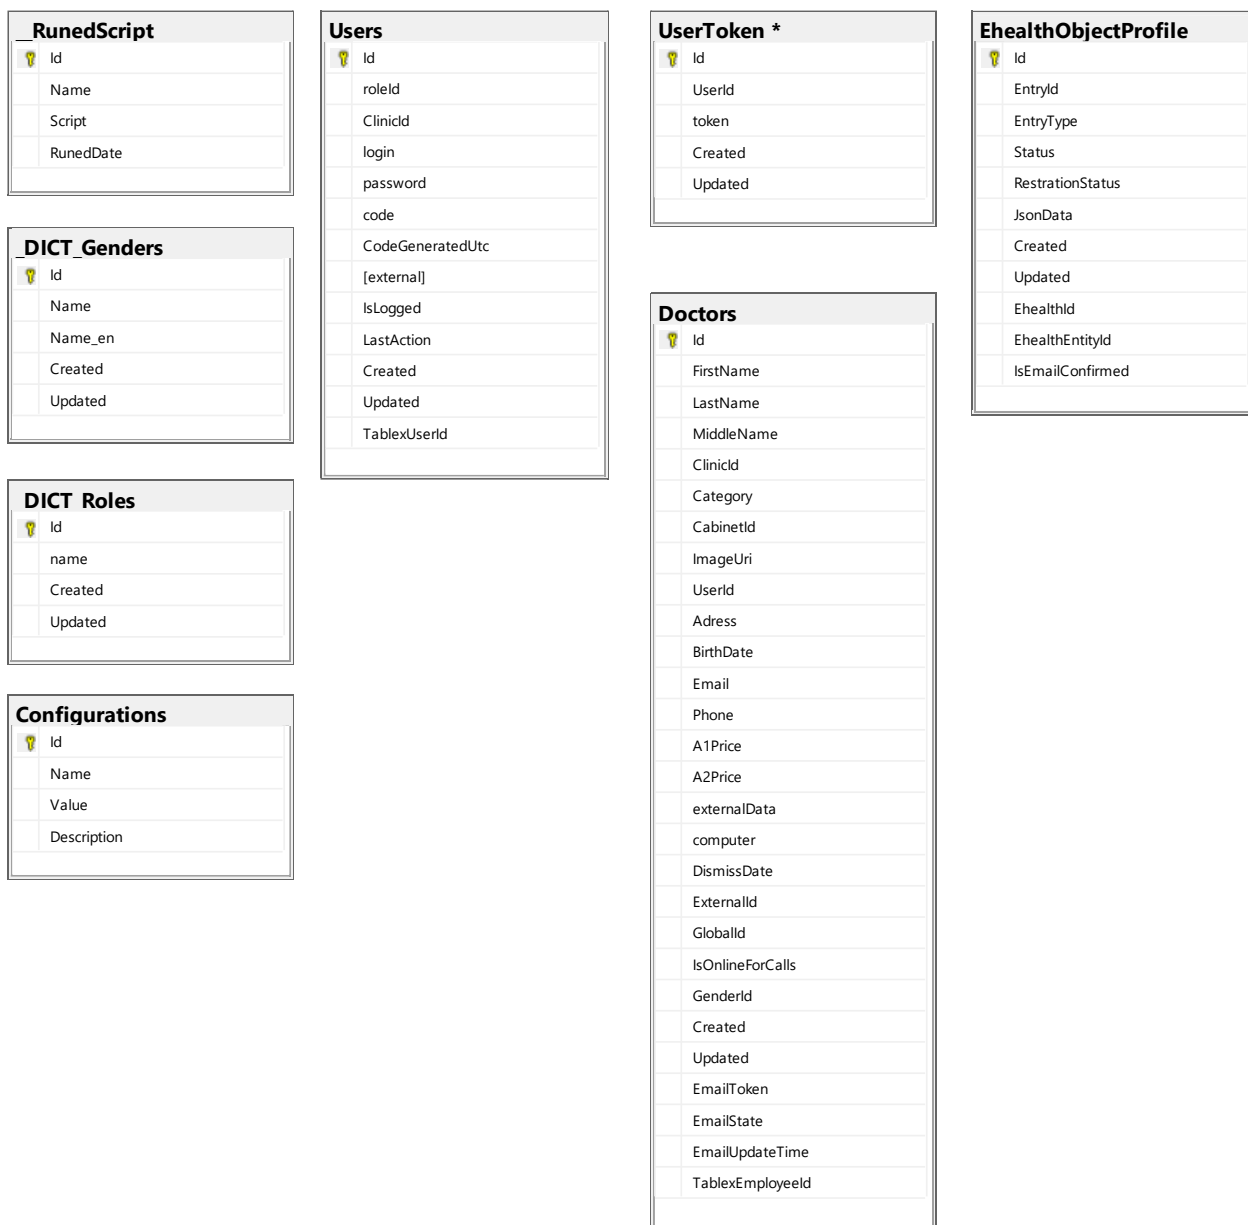 __RunedScript
Id
Name
Script
RunedDate
_DICT_Genders
Id
Name
Name_en
Created
Updated
_DICT_Roles
Id
name
Created
Updated
Configurations
Id
Name
Value
Description
Users
Id
roleId
ClinicId
login
password
code
CodeGeneratedUtc
[external]
IsLogged
LastAction
Created
Updated
TablexUserId
UserToken *
Id
UserId
token
Created
Updated
Doctors
Id
FirstName
LastName
MiddleName
ClinicId
Category
CabinetId
ImageUri
UserId
Adress
BirthDate
Email
Phone
A1Price
A2Price
externalData
computer
DismissDate
ExternalId
GlobalId
IsOnlineForCalls
GenderId
Created
Updated
EmailToken
EmailState
EmailUpdateTime
TablexEmployeeId
EhealthObjectProfile
Id
EntryId
EntryType
Status
RestrationStatus
JsonData
Created
Updated
EhealthId
EhealthEntityId
IsEmailConfirmed